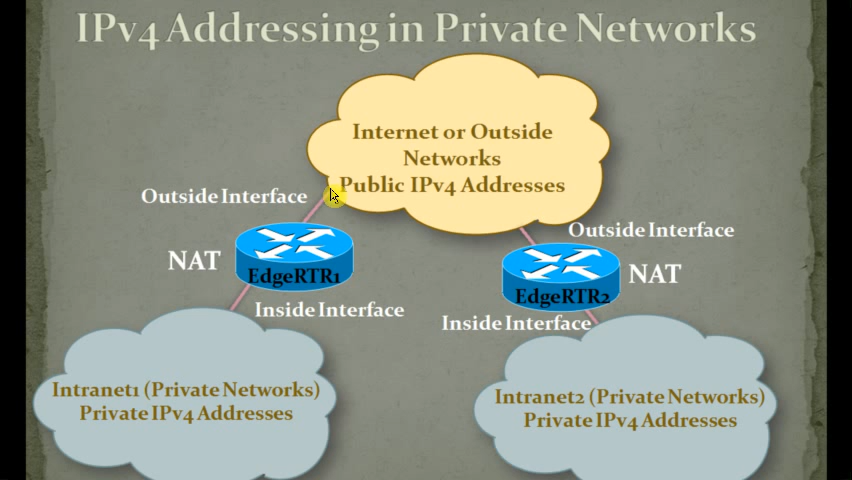 IPv4 Addressing in Private Networks
Internet or Outside
Networks
Public IPv4 Addresses
Outside Interface
Outside Interface
NAT
EdgeRTR1
EdgeRTR2
NAT
Inside Interface
Inside Interface
Intranet1 (Private Networks)
Private IPv4 Addresses
Intranet2 (Private Networks)
Private IPv4 Addresses